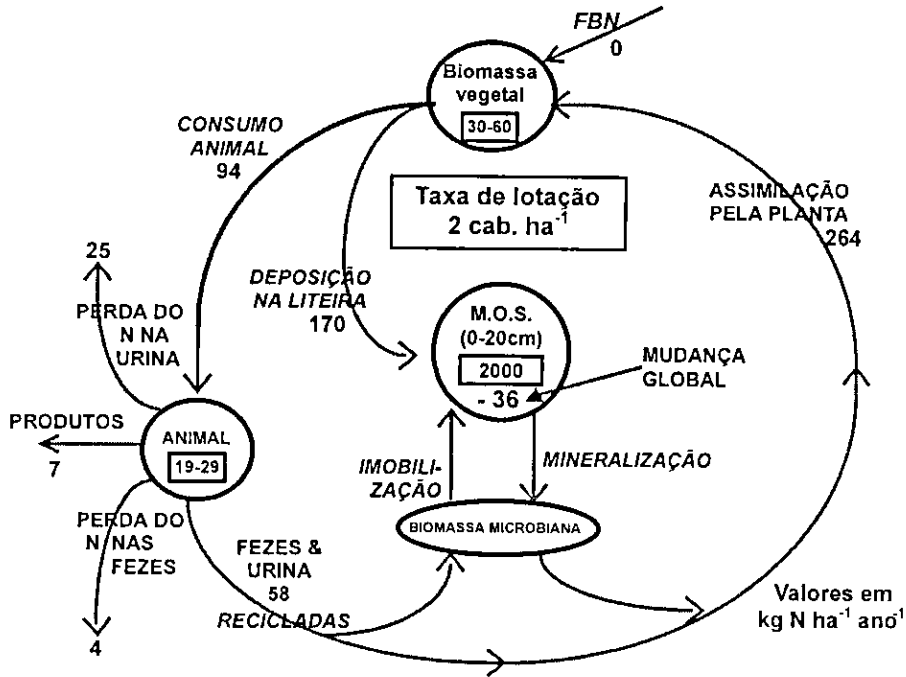 FBN
0
Biomassa
vegetal
30-60
CONSUMO
ANIMAL
94
Taxa de lotação
2 cab. ha⁻¹
ASSIMILAÇÃO
PELA PLANTA
264
25
DEPOSIÇÃO
NA LITEIRA
170
PERDA DO
N NA
URINA
M.O.S.
(0-20cm)
2000
- 36
MUDANÇA
GLOBAL
PRODUTOS
7
ANIMAL
19-29
IMOBILI-
ZAÇÃO
MINERALIZAÇÃO
PERDA DO
N NAS
FEZES
4
BIOMASSA MICROBIANA
FEZES &
URINA
58
RECICLADAS
Valores em
kg N ha⁻¹ ano⁻¹